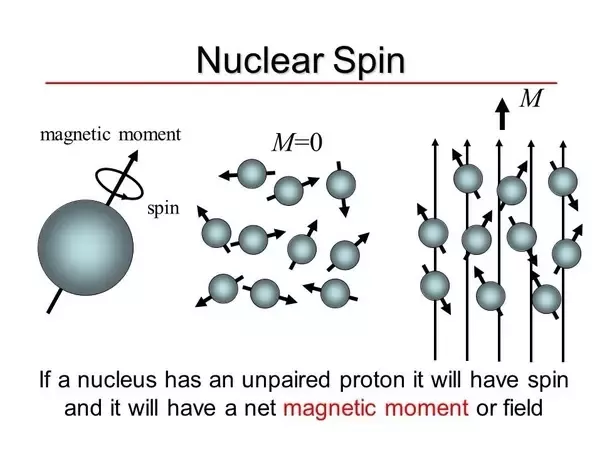 Nuclear Spin
magnetic moment
spin
M=0
M
If a nucleus has an unpaired proton it will have spin
and it will have a net magnetic moment or field